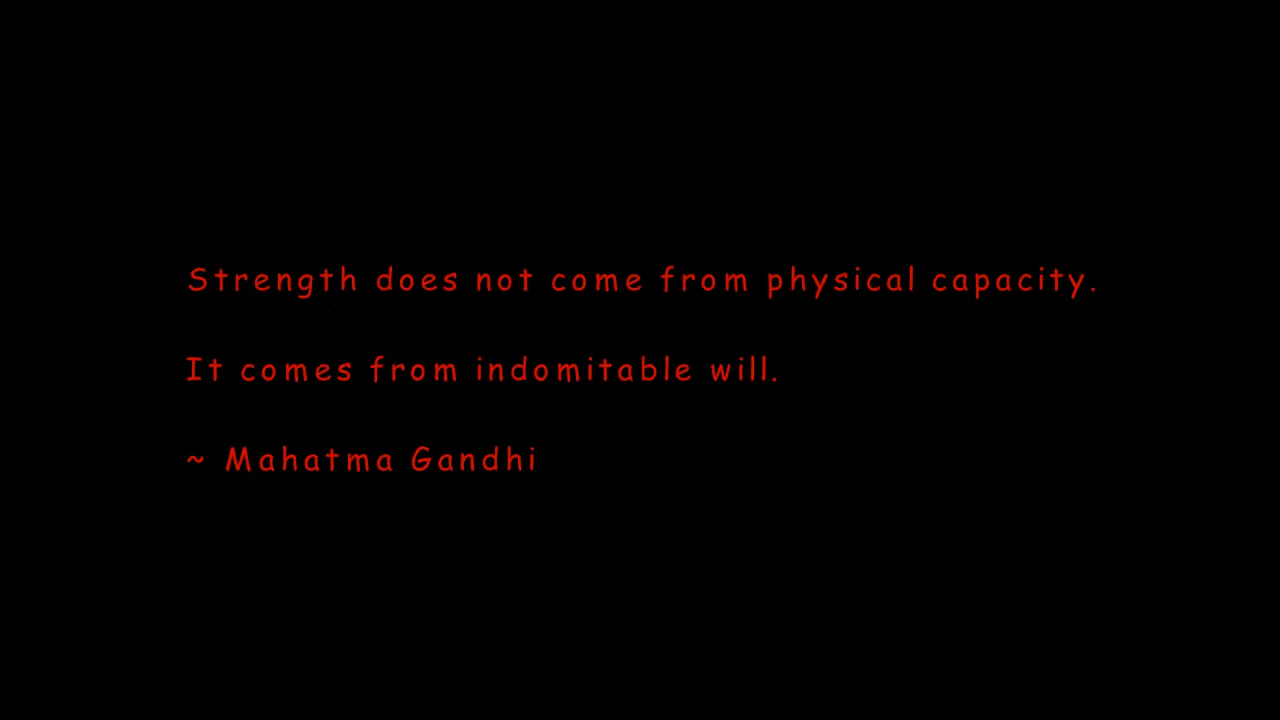 Strength does not come from physical capacity.
It comes from indomitable will.
~ Mahatma Gandhi